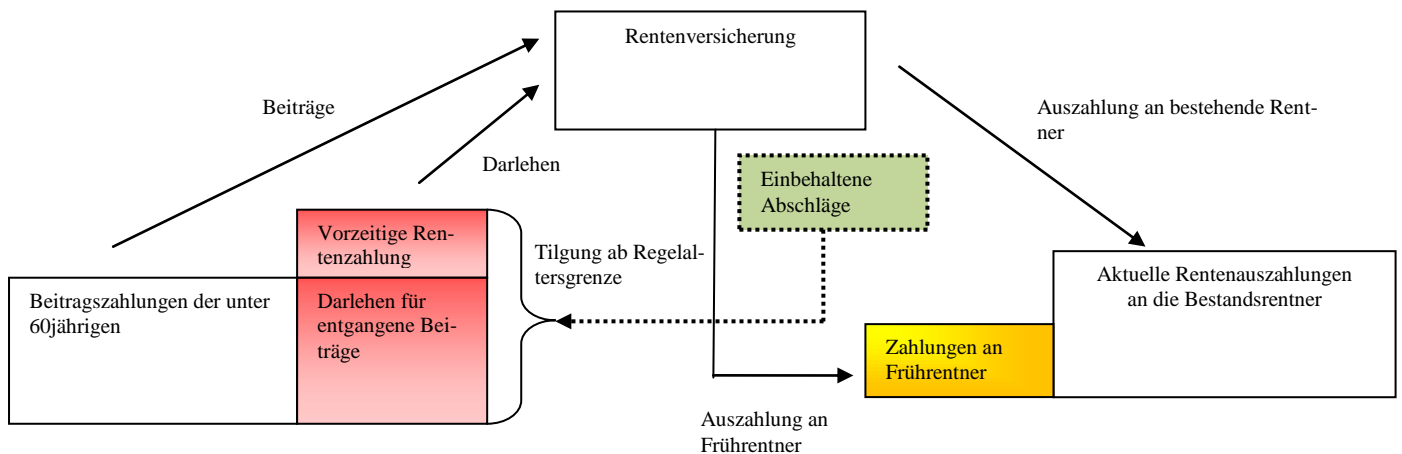 Rentenversicherung
Beiträge
Auszahlung an bestehende Rent-
ner
Darlehen
Einbehaltene
Abschläge
Vorzeitige Ren-
tenzahlung
Tilgung ab Regelal-
tersgrenze
Beitragszahlungen der unter
60jährigen
Darlehen für
entgangene Bei-
träge
Aktuelle Rentenauszahlungen
an die Bestandsrentner
Zahlungen an
Frührentner
Auszahlung an
Frührentner